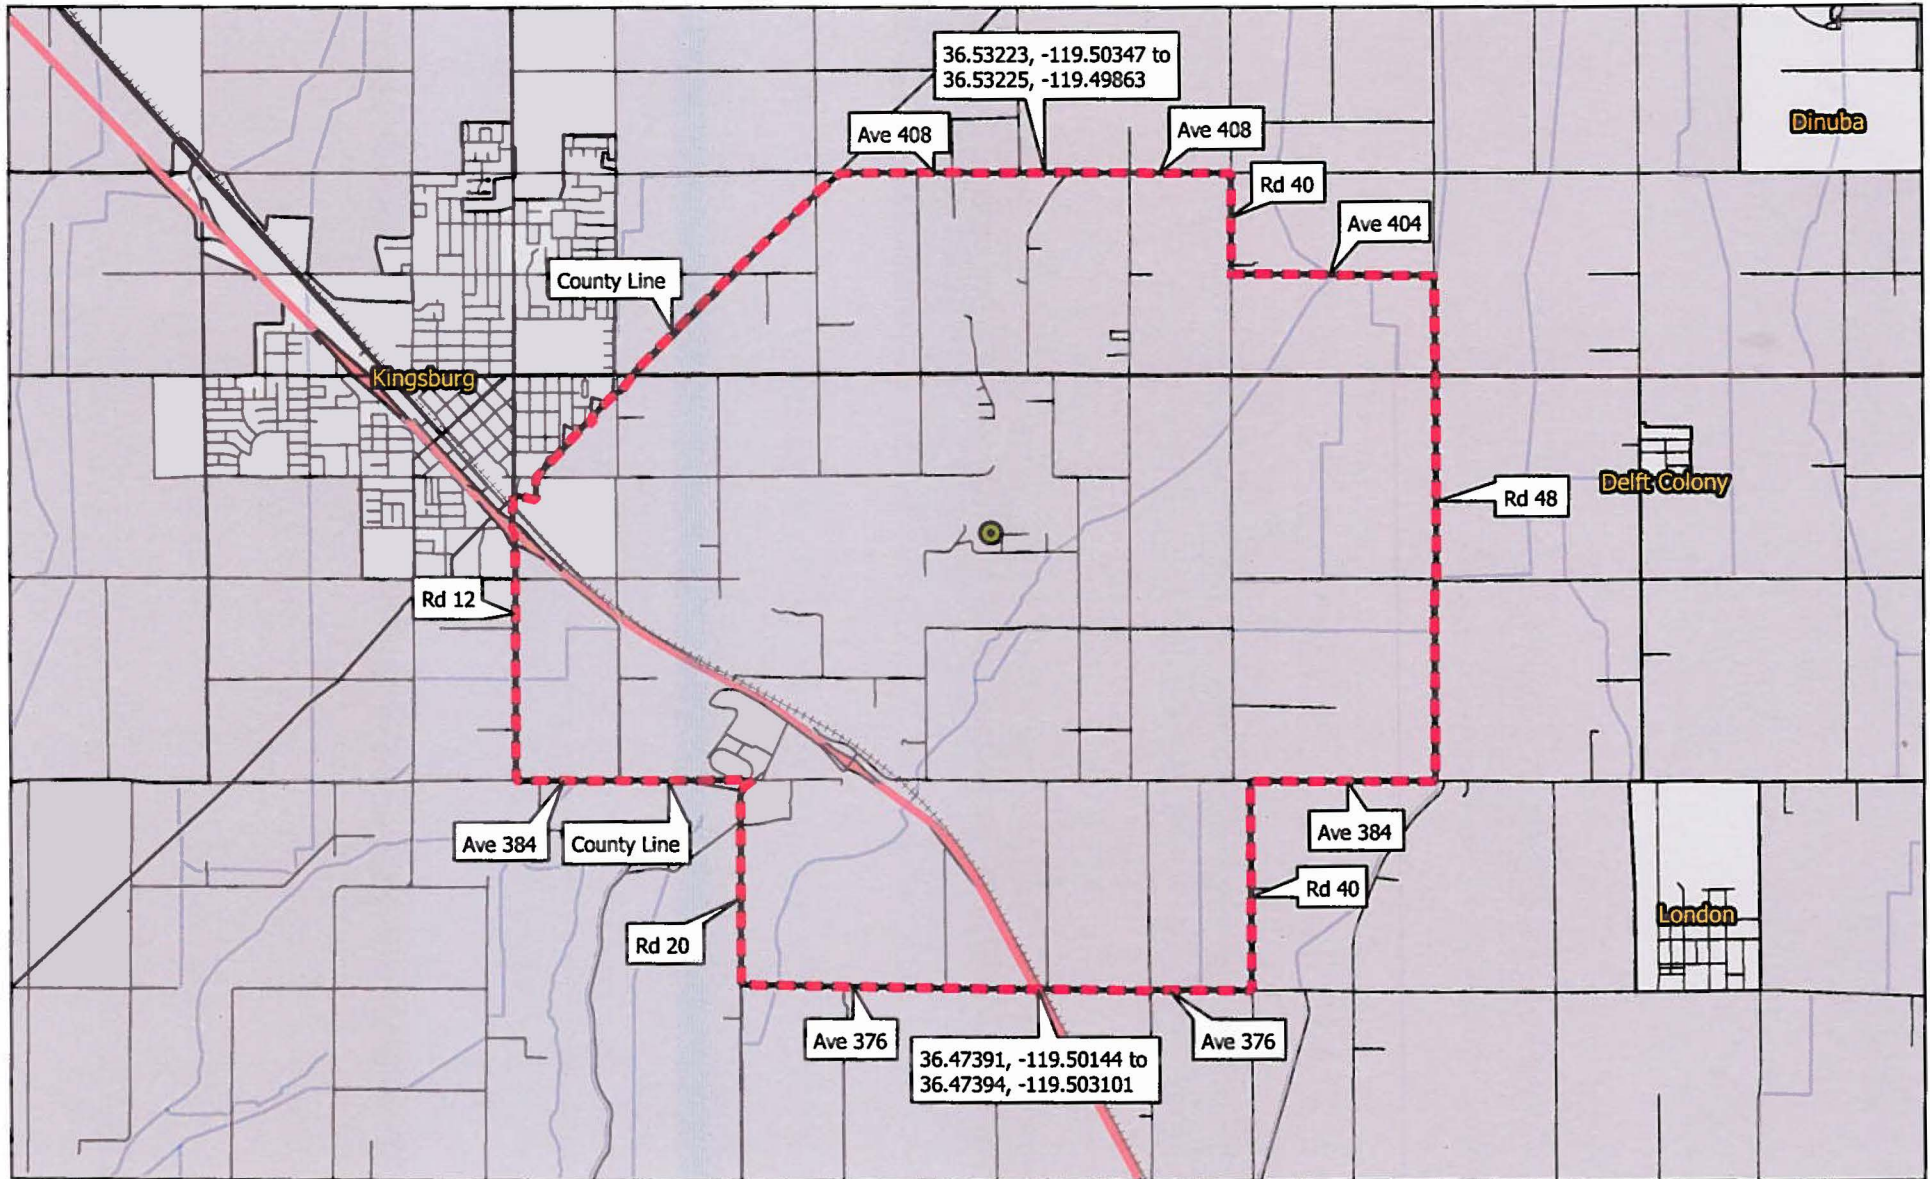 36.53223, -119.50347 to
36.53225, -119.49863
Dinuba
Ave 408
Ave 408
Rd 40
Ave 404
County Line
Kingsburg
Delft Colony
Rd 48
Rd 12
Ave 384
County Line
Ave 384
Rd 40
London
Rd 20
Ave 376
Ave 376
36.47391, -119.50144 to
36.47394, -119.503101